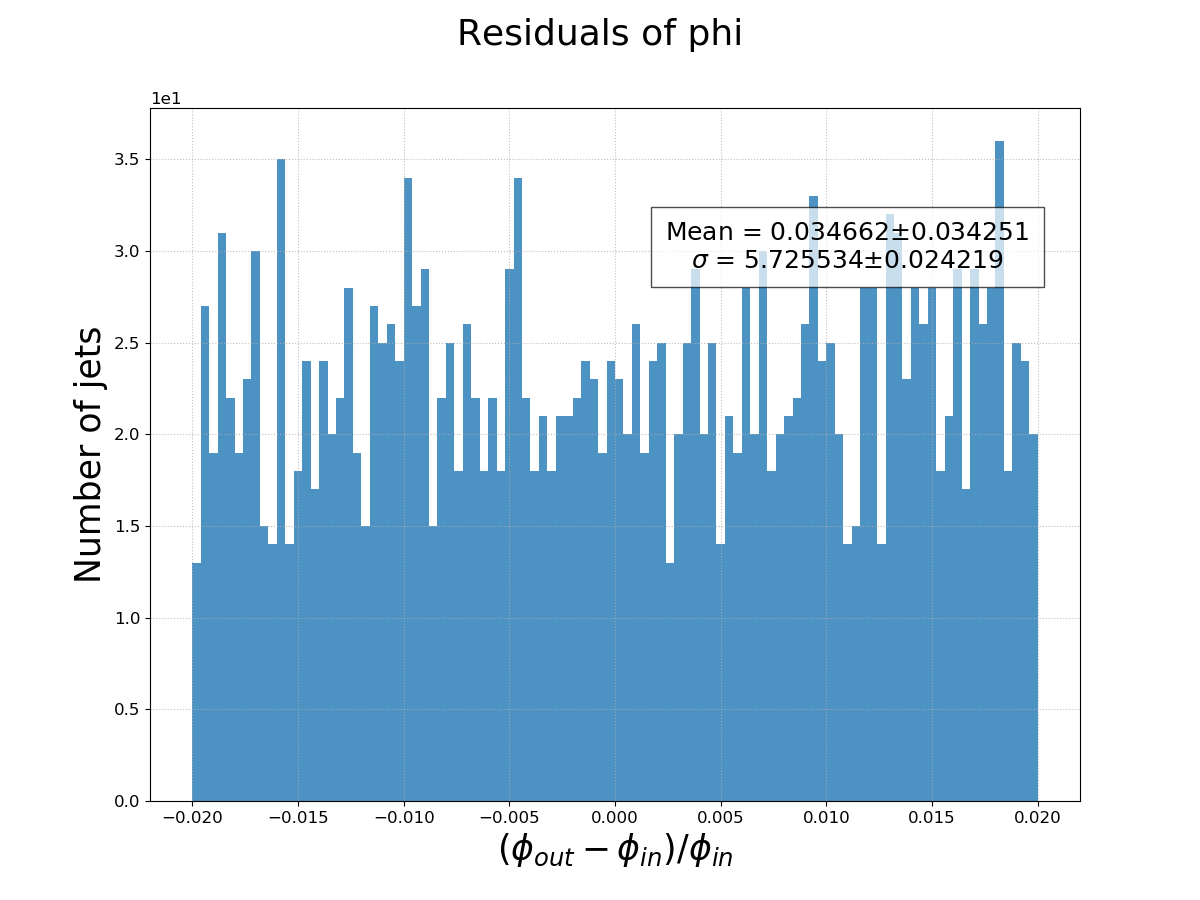 Residuals of phi
1e1
3.5
3.0
2.5
2.0
1.5
1.0
0.5
0.0
Number of jets
Mean = 0.034662±0.034251
σ = 5.725534±0.024219
−0.020 −0.015 −0.010 −0.005 0.000 0.005 0.010 0.015 0.020
(ϕout − ϕin)/ϕin